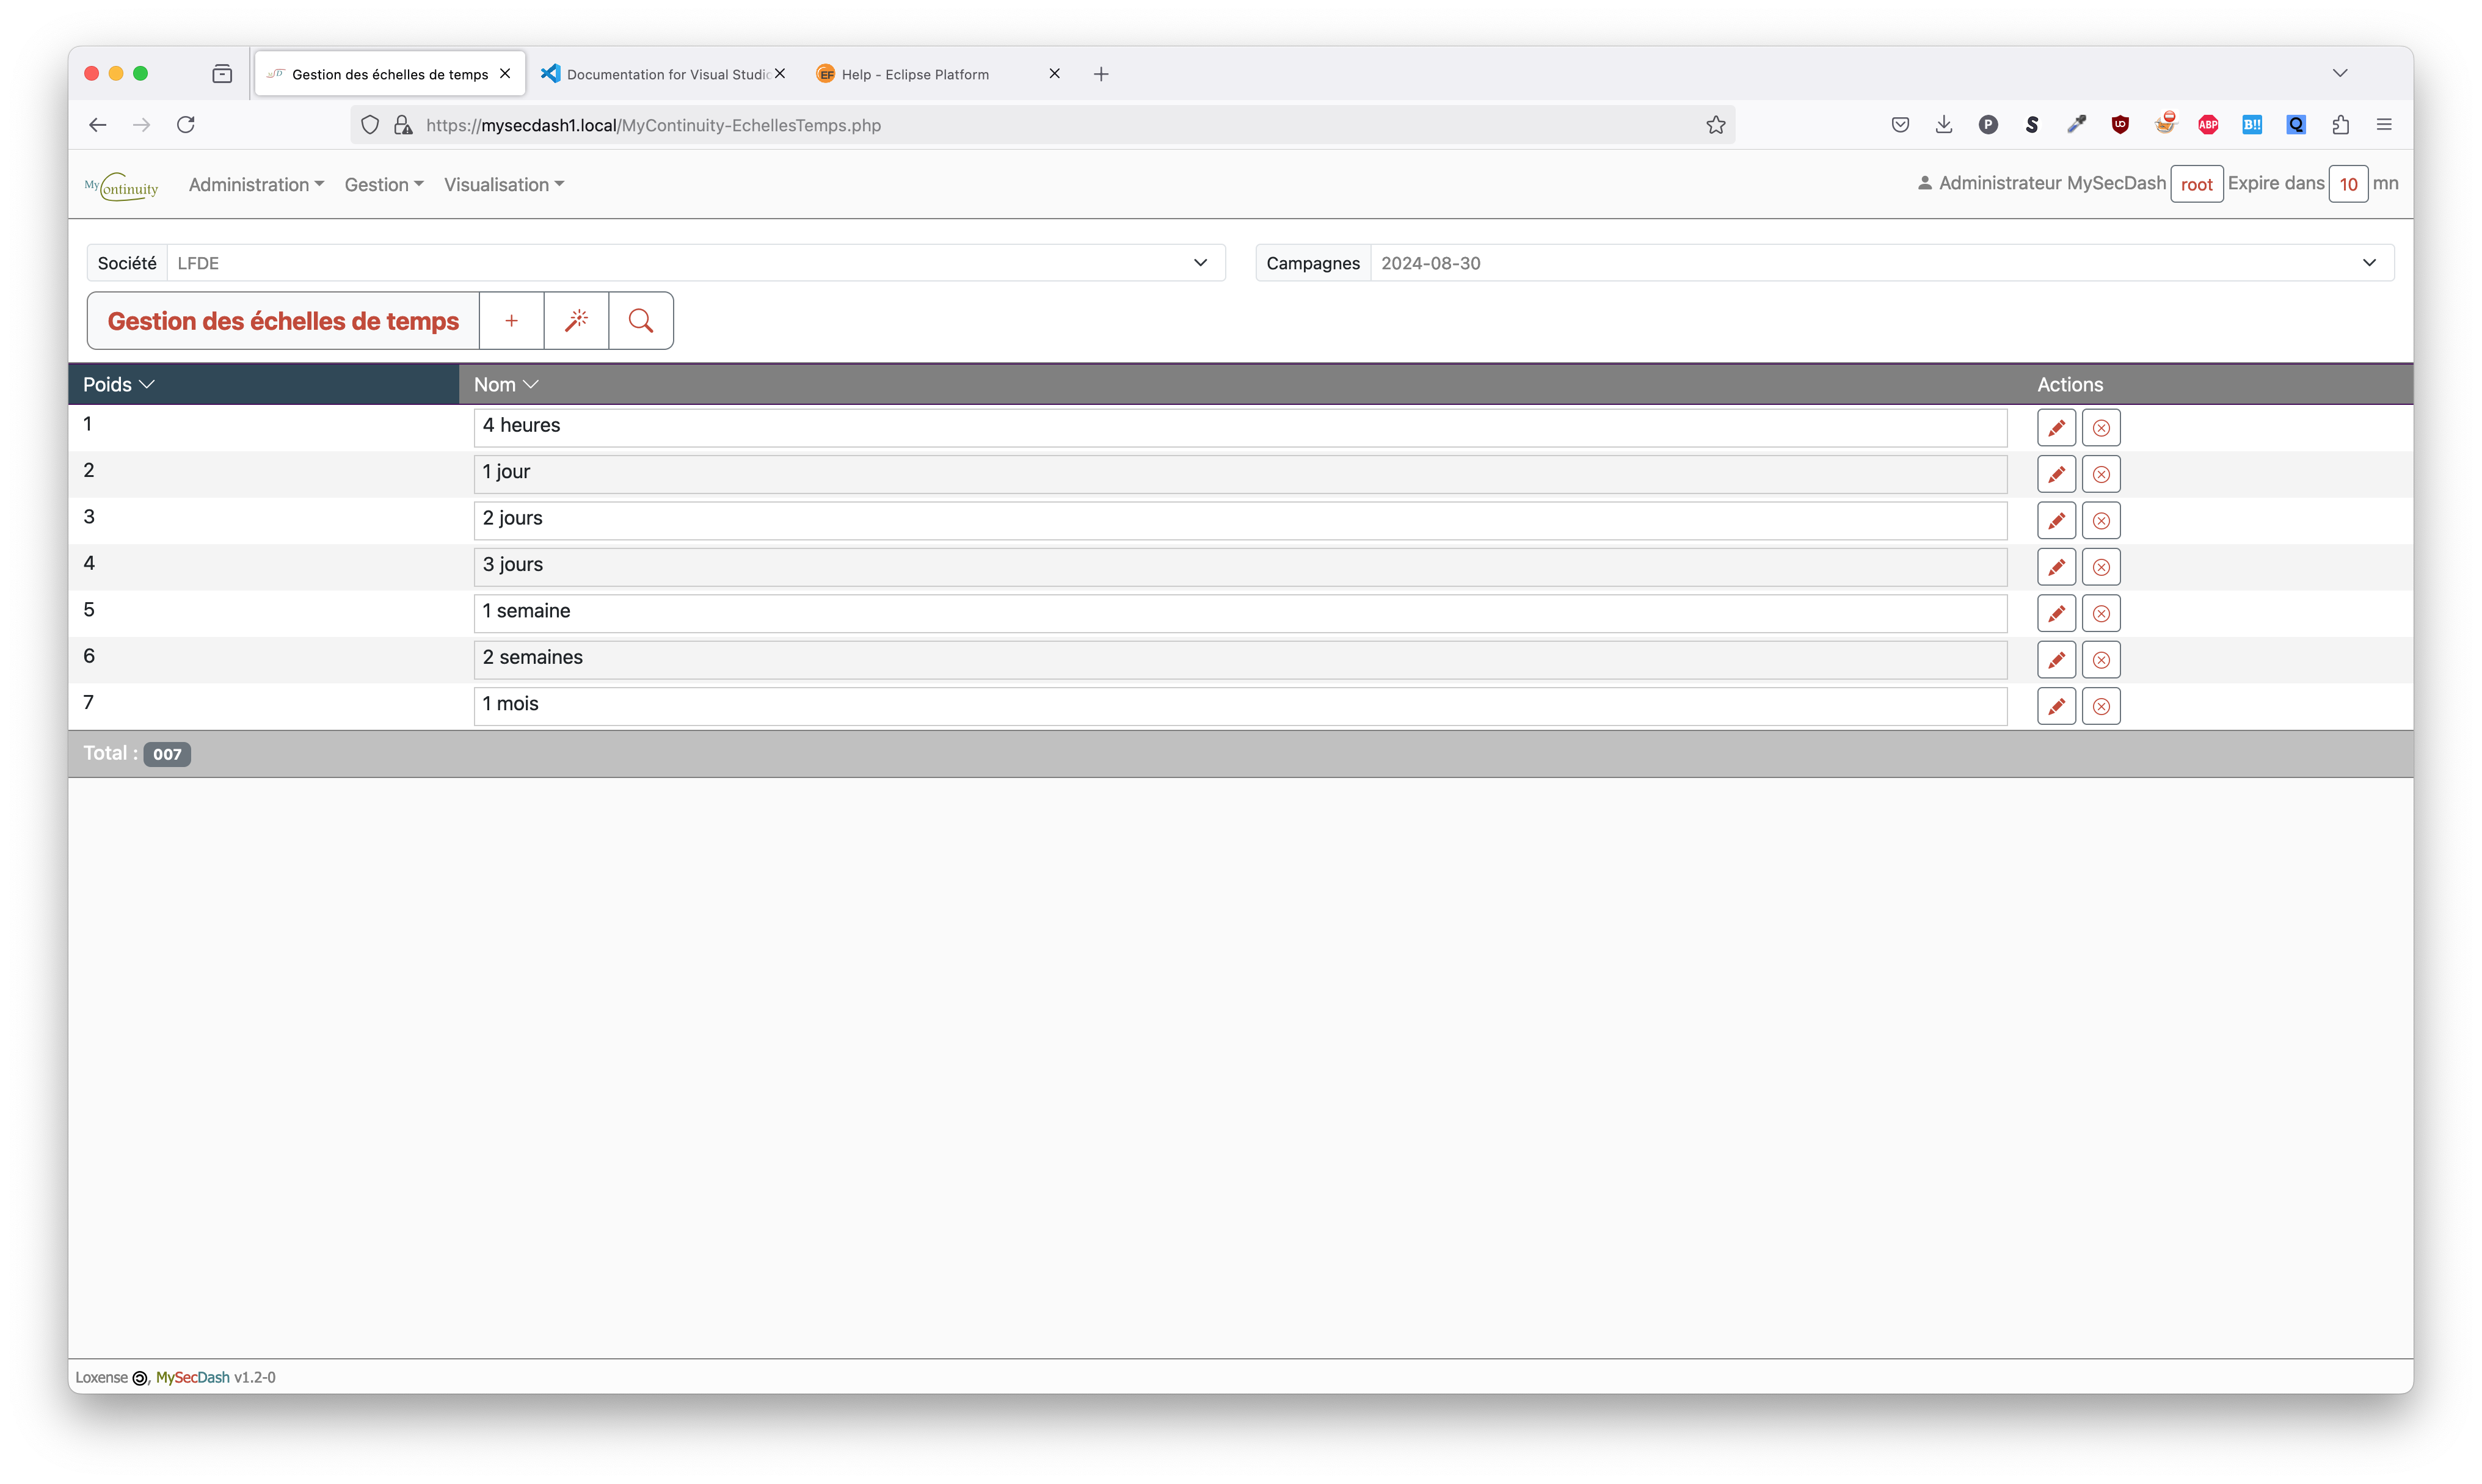 Gestion des échelles de temps
Documentation for Visual Studio
Help - Eclipse Platform
https://mysecdash1.local/MyContinuity-EchellesTemps.php
MyContinuity Administration Gestion Visualisation Administrateur MySecDash root Expire dans 10 mn
Société LFDE Campagnes 2024-08-30
Gestion des échelles de temps +
Poids Nom Actions
1 4 heures
2 1 jour
3 2 jours
4 3 jours
5 1 semaine
6 2 semaines
7 1 mois
Total : 007
Loxense, MySecDash v1.2-0